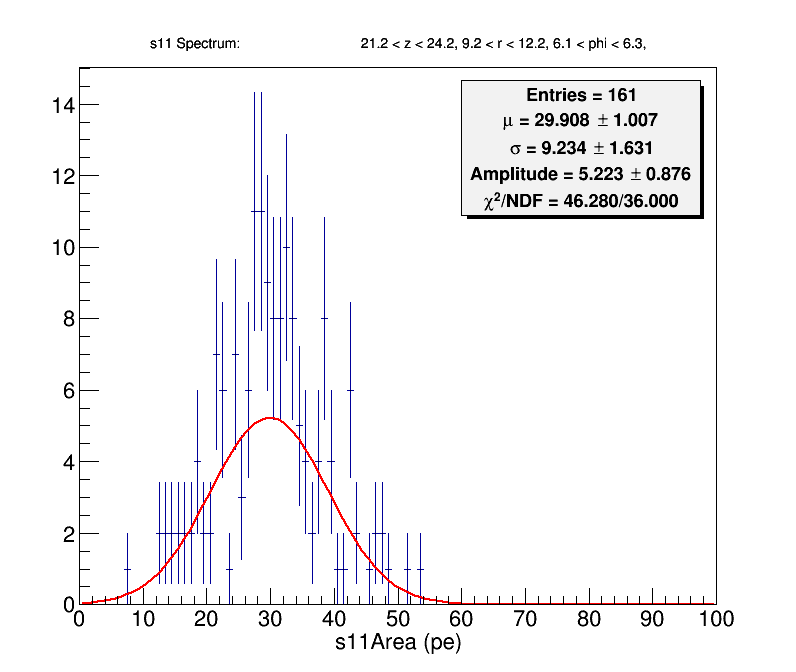 s11 Spectrum: 21.2 < z < 24.2, 9.2 < r < 12.2, 6.1 < phi < 6.3,
Entries = 161
μ = 29.908 ± 1.007
σ = 9.234 ± 1.631
Amplitude = 5.223 ± 0.876
χ²/NDF = 46.280/36.000
14
12
10
8
6
4
2
0
0 10 20 30 40 50 60 70 80 90 100
s11Area (pe)